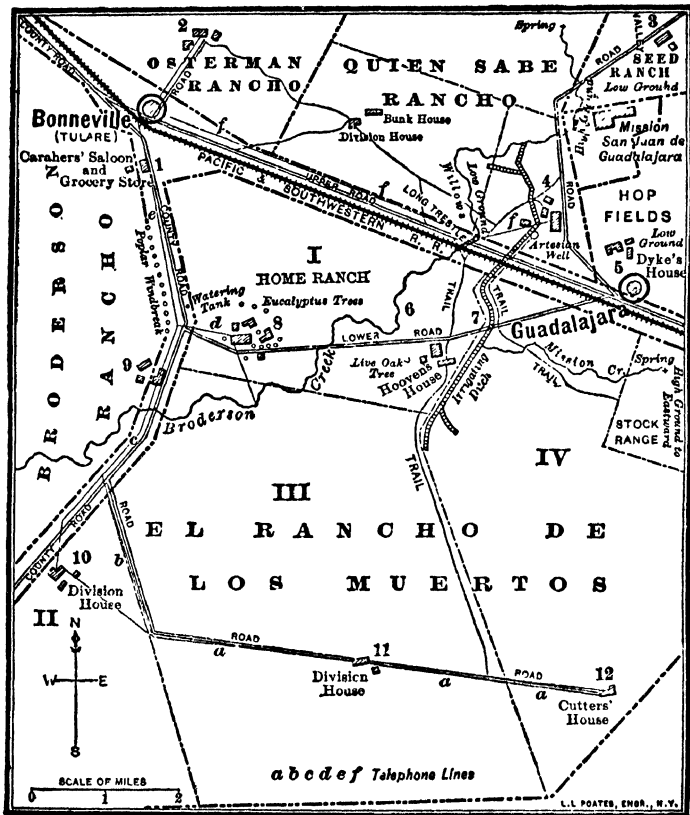 COUNTY ROAD
2
OSTERMAN
RANCHO
ROAD
Spring
QUIEN SABE
RANCHO
Bunk House
Division House
3
VALLEY
ROAD
SEED
RANCH
Low Ground
High Ground
Mission
San Juan de
Guadalajara
Bonneville
(TULARE)
Carahers' Saloon
and
Grocery Store
1
f
UPPER ROAD
f
PACIFIC & SOUTHWESTERN R.R.
LONG TRESTLE
Willows
Low Ground
4
f
ROAD
Artesian
Well
HOP
FIELDS
Low
Ground
Dyke's
House
5
BRODERSON
RANCHO
e
COUNTY ROAD
Poplar Windbreak
I
HOME RANCH
Watering
Tank
Eucalyptus Trees
d
8
6
LOWER ROAD
TRAIL
TRAIL
7
Guadalajara
Live Oak
Tree
Hoovens
House
Irrigating
Ditch
Mission Cr.
Spring
TRAIL
High Ground to
Eastward
STOCK
RANGE
9
Broderson Creek
c
TRAIL
III
IV
EL RANCHO DE
LOS MUERTOS
COUNTY ROAD
ROAD
b
10
Division
House
II
N
W E
S
a
ROAD
11
Division
House
a
ROAD
a
12
Cutters'
House
a b c d e f Telephone Lines
SCALE OF MILES
0 1 2
L.L. POATES, ENGR., N.Y.